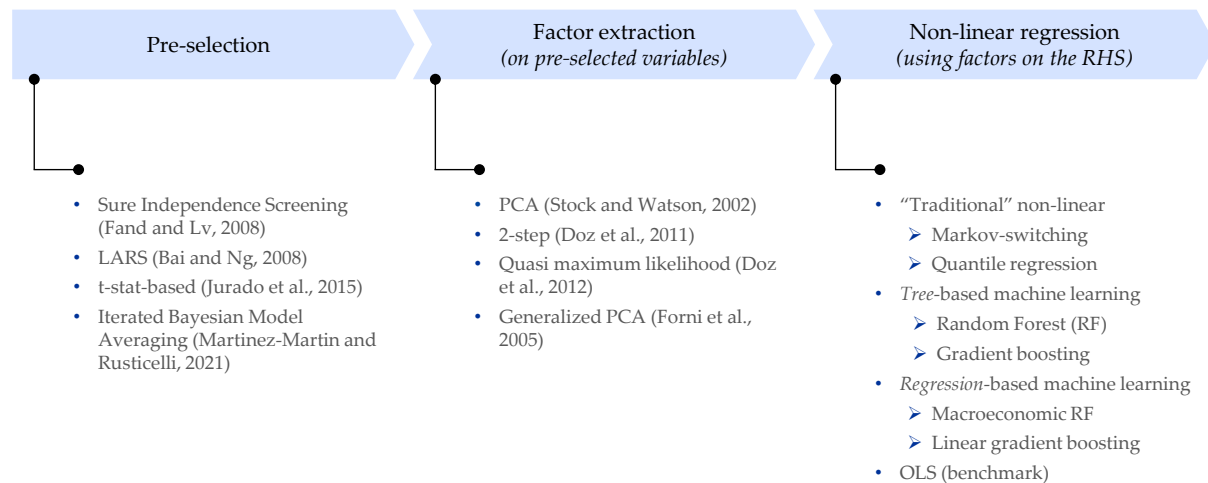 Pre-selection
Factor extraction
(on pre-selected variables)
Non-linear regression
(using factors on the RHS)
• Sure Independence Screening
(Fand and Lv, 2008)
• LARS (Bai and Ng, 2008)
• t-stat-based (Jurado et al., 2015)
• Iterated Bayesian Model
Averaging (Martinez-Martin and
Rusticelli, 2021)
• PCA (Stock and Watson, 2002)
• 2-step (Doz et al., 2011)
• Quasi maximum likelihood (Doz
et al., 2012)
• Generalized PCA (Forni et al.,
2005)
• “Traditional” non-linear
➢ Markov-switching
➢ Quantile regression
• Tree-based machine learning
➢ Random Forest (RF)
➢ Gradient boosting
• Regression-based machine learning
➢ Macroeconomic RF
➢ Linear gradient boosting
• OLS (benchmark)